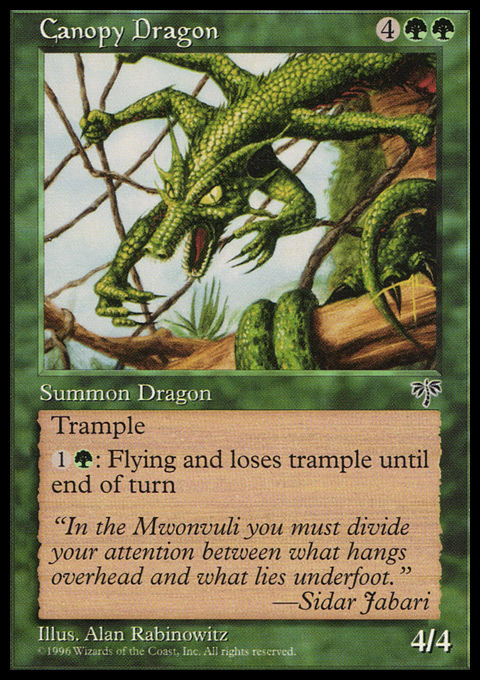 Canopy Dragon 4
Summon Dragon
Trample
1 : Flying and loses trample until
end of turn
“In the Mwonvuli you must divide
your attention between what hangs
overhead and what lies underfoot.”
—Sidar Jabari
Illus. Alan Rabinowitz
©1996 Wizards of the Coast, Inc. All rights reserved.
4/4